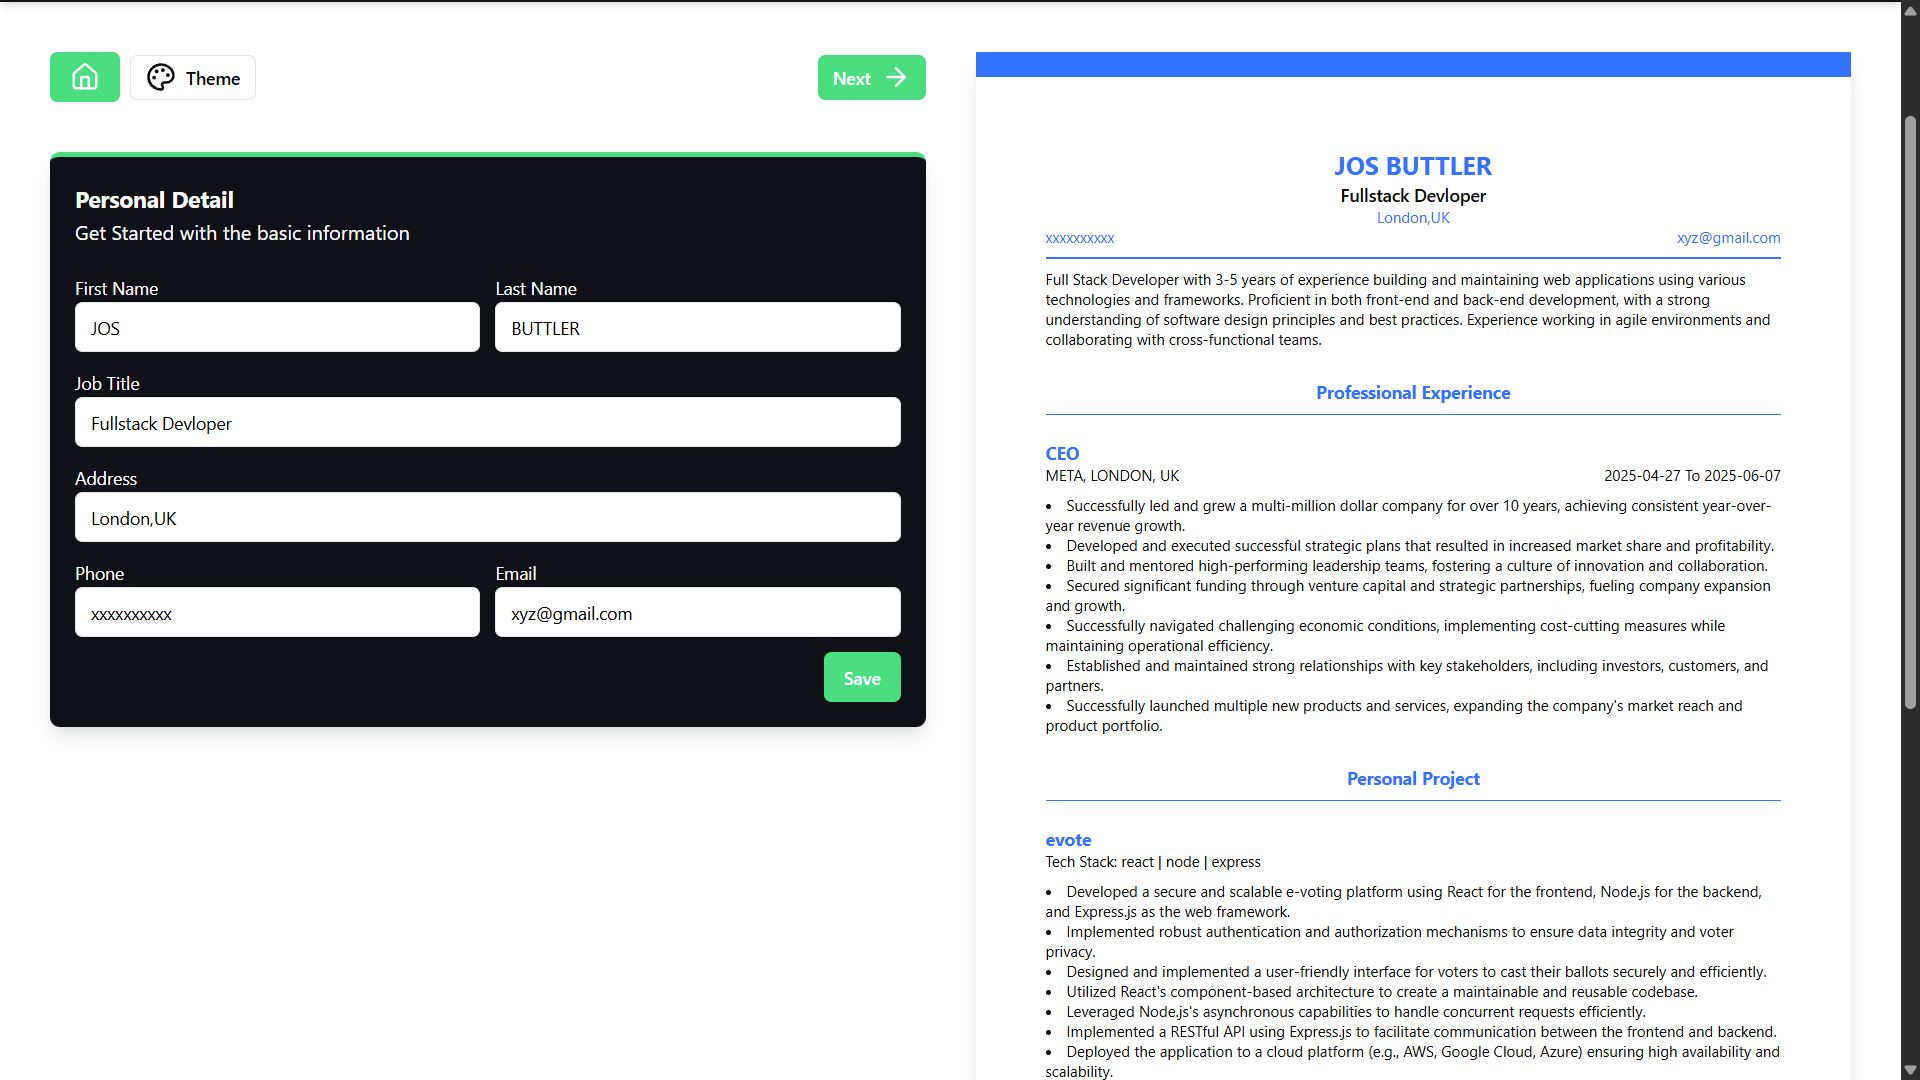 Theme
Next
Personal Detail
Get Started with the basic information
First Name
Last Name
JOS
BUTTLER
Job Title
Fullstack Devloper
Address
London,UK
Phone
Email
xxxxxxxxxx
xyz@gmail.com
Save
JOS BUTTLER
Fullstack Devloper
London,UK
xxxxxxxxxx
xyz@gmail.com
Full Stack Developer with 3-5 years of experience building and maintaining web applications using various
technologies and frameworks. Proficient in both front-end and back-end development, with a strong
understanding of software design principles and best practices. Experience working in agile environments and
collaborating with cross-functional teams.
Professional Experience
CEO
META, LONDON, UK
2025-04-27 To 2025-06-07
• Successfully led and grew a multi-million dollar company for over 10 years, achieving consistent year-over-
year revenue growth.
• Developed and executed successful strategic plans that resulted in increased market share and profitability.
• Built and mentored high-performing leadership teams, fostering a culture of innovation and collaboration.
• Secured significant funding through venture capital and strategic partnerships, fueling company expansion
and growth.
• Successfully navigated challenging economic conditions, implementing cost-cutting measures while
maintaining operational efficiency.
• Established and maintained strong relationships with key stakeholders, including investors, customers, and
partners.
• Successfully launched multiple new products and services, expanding the company's market reach and
product portfolio.
Personal Project
evote
Tech Stack: react | node | express
• Developed a secure and scalable e-voting platform using React for the frontend, Node.js for the backend,
and Express.js as the web framework.
• Implemented robust authentication and authorization mechanisms to ensure data integrity and voter
privacy.
• Designed and implemented a user-friendly interface for voters to cast their ballots securely and efficiently.
• Utilized React's component-based architecture to create a maintainable and reusable codebase.
• Leveraged Node.js's asynchronous capabilities to handle concurrent requests efficiently.
• Implemented a RESTful API using Express.js to facilitate communication between the frontend and backend.
• Deployed the application to a cloud platform (e.g., AWS, Google Cloud, Azure) ensuring high availability and
scalability.